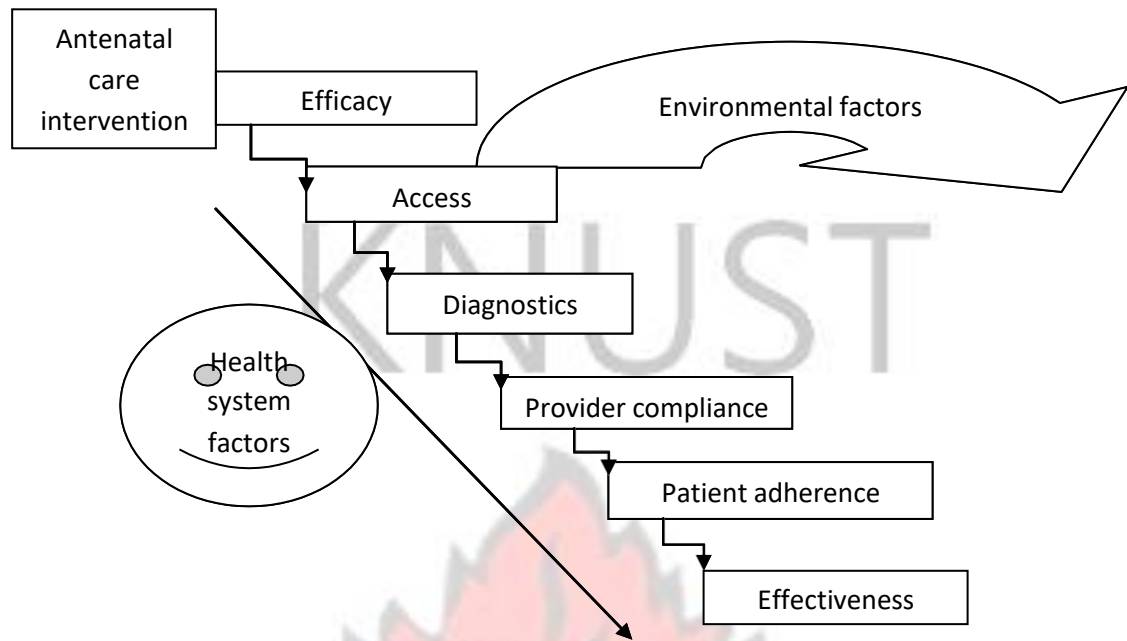 Antenatal
care
intervention
Efficacy
Environmental factors
Access
KNUST
Diagnostics
Health
system
factors
Provider compliance
Patient adherence
Effectiveness